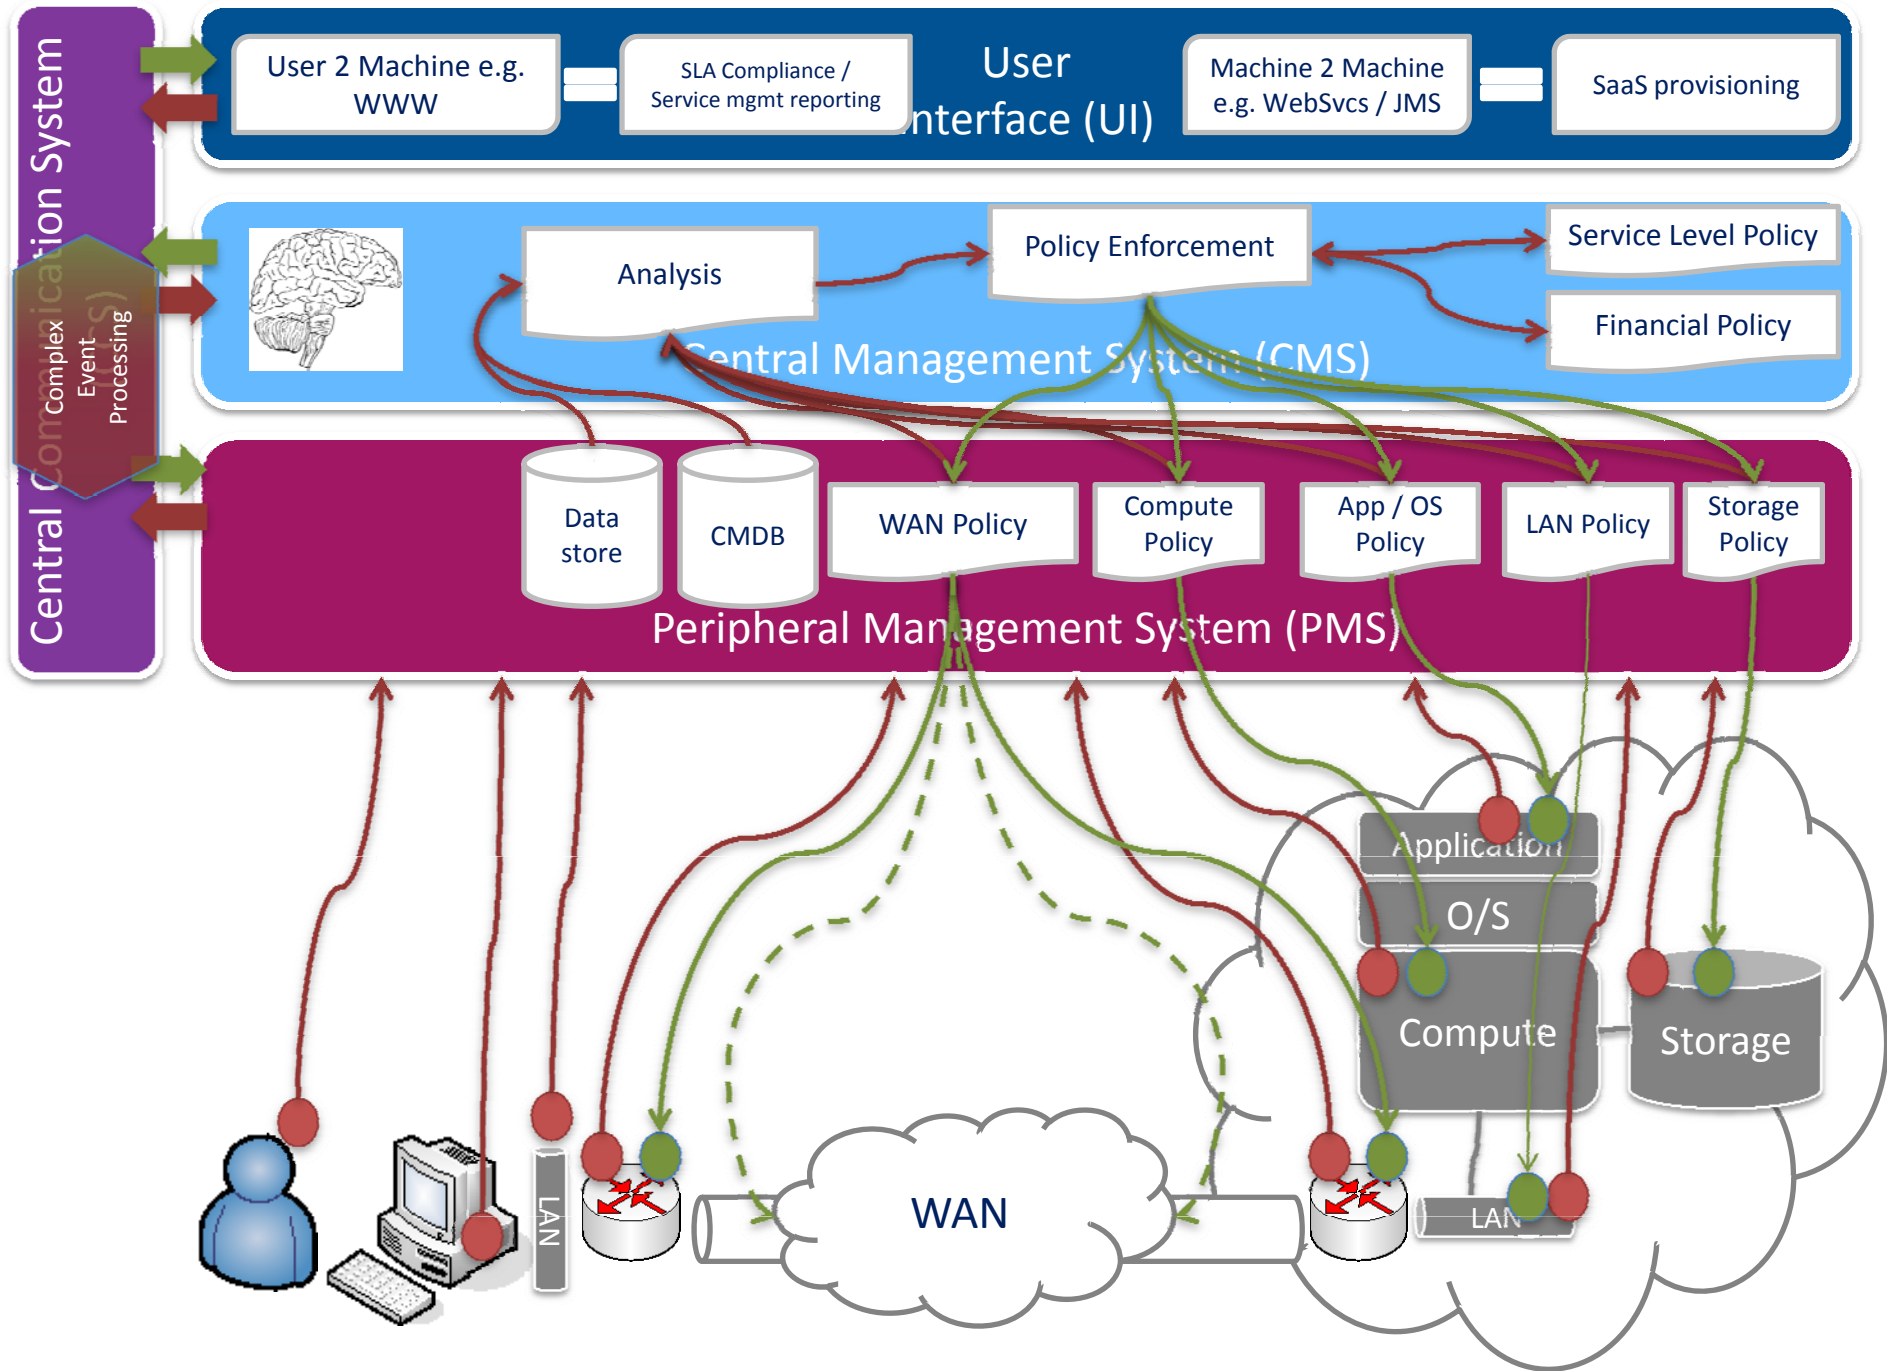 Central Communication System
(CCS)
Complex
Event
Processing
User 2 Machine e.g.
WWW
SLA Compliance /
Service mgmt reporting
User
Interface (UI)
Machine 2 Machine
e.g. WebSvcs / JMS
SaaS provisioning
Analysis
Policy Enforcement
Service Level Policy
Financial Policy
Central Management System (CMS)
Data
store
CMDB
WAN Policy
Compute
Policy
App / OS
Policy
LAN Policy
Storage
Policy
Peripheral Management System (PMS)
Application
O/S
Compute
Storage
LAN
WAN
LAN